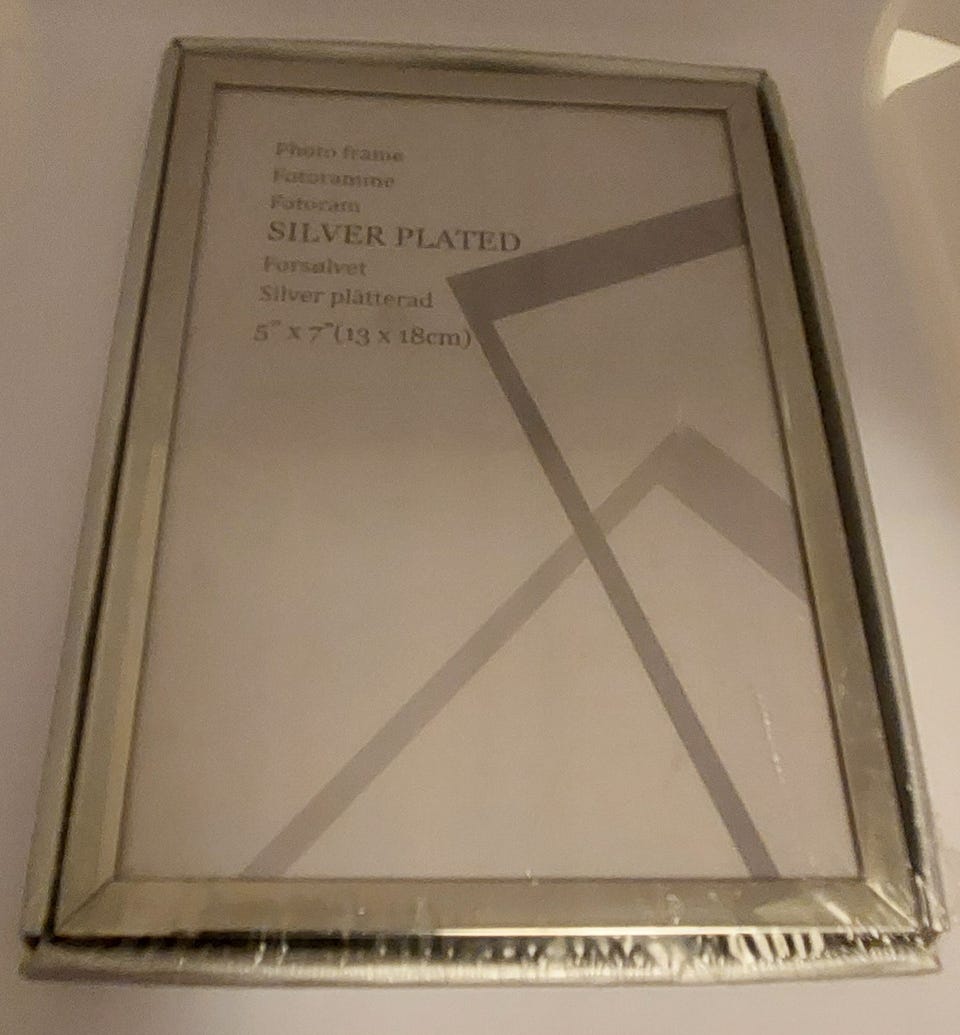 Photo frame
Fotoramme
Fotoram
SILVER PLATED
Forsølvet
Silver plätterad
5" x 7"(13 x 18cm)